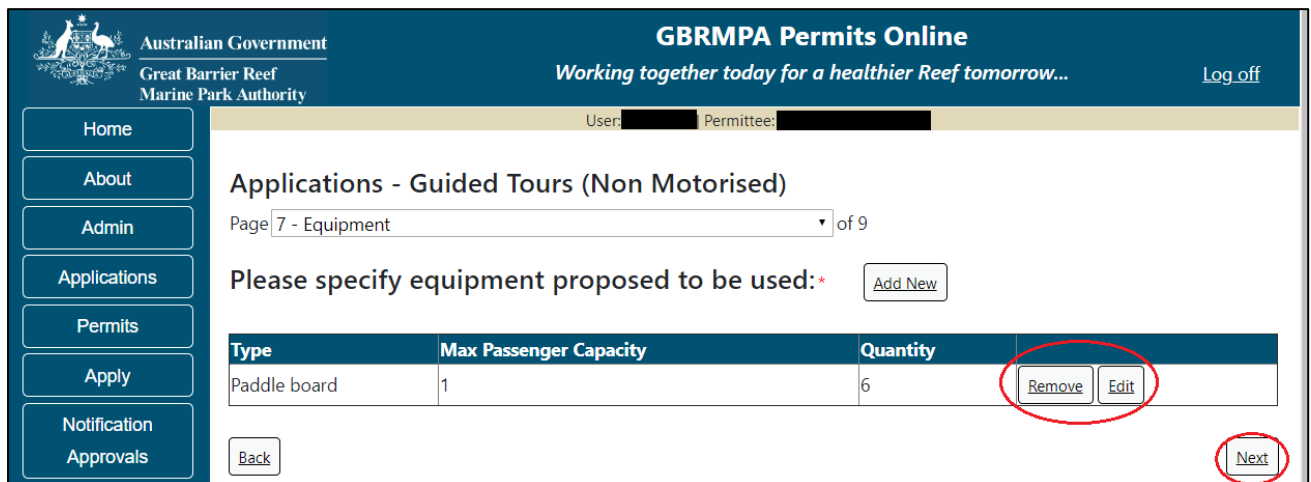 Australian Government
Great Barrier Reef
Marine Park Authority
GBRMPA Permits Online
Working together today for a healthier Reef tomorrow...
Log off
User: | Permittee:
Home
About
Admin
Applications
Permits
Apply
Notification
Approvals
Applications - Guided Tours (Non Motorised)
Page 7 - Equipment of 9
Please specify equipment proposed to be used:* Add New
Type Max Passenger Capacity Quantity
Paddle board 1 6 Remove Edit
Back Next